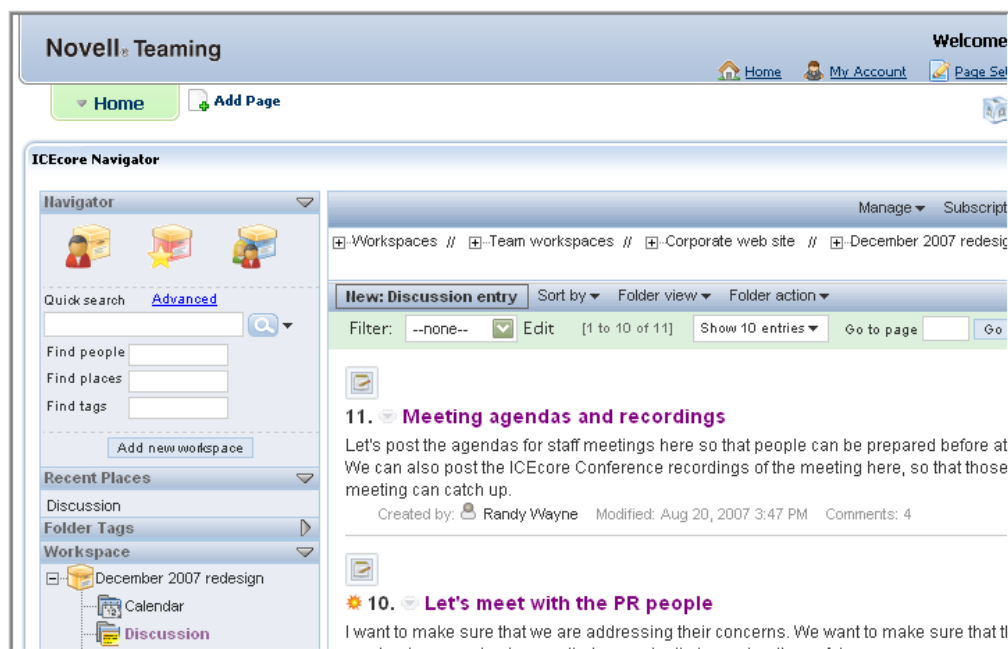 Novell® Teaming
Welcome
Home My Account Page Set
Home Add Page
ICEcore Navigator
Navigator
Quick search Advanced
Find people
Find places
Find tags
Add new workspace
Recent Places
Discussion
Folder Tags
Workspace
December 2007 redesign
Calendar
Discussion
Manage Subscript
Workspaces // Team workspaces // Corporate web site // December 2007 redesig
New: Discussion entry Sort by Folder view Folder action
Filter: --none-- Edit [1 to 10 of 11] Show 10 entries Go to page Go
11. Meeting agendas and recordings
Let's post the agendas for staff meetings here so that people can be prepared before at
We can also post the ICEcore Conference recordings of the meeting here, so that those
meeting can catch up.
Created by: Randy Wayne Modified: Aug 20, 2007 3:47 PM Comments: 4
10. Let's meet with the PR people
I want to make sure that we are addressing their concerns. We want to make sure that